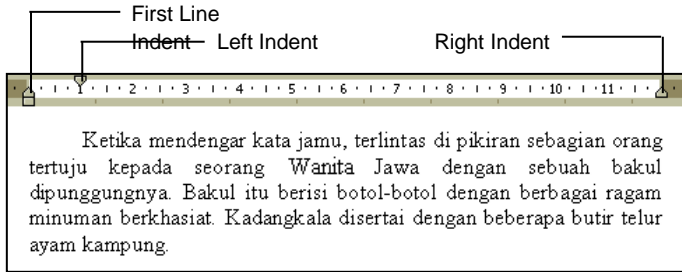 First Line
Indent Left Indent Right Indent
1 2 3 4 5 6 7 8 9 10 11
Ketika mendengar kata jamu, terlintas di pikiran sebagian orang
tertuju kepada seorang Wanita Jawa dengan sebuah bakul
dipunggungnya. Bakul itu berisi botol-botol dengan berbagai ragam
minuman berkhasiat. Kadangkala disertai dengan beberapa butir telur
ayam kampung.